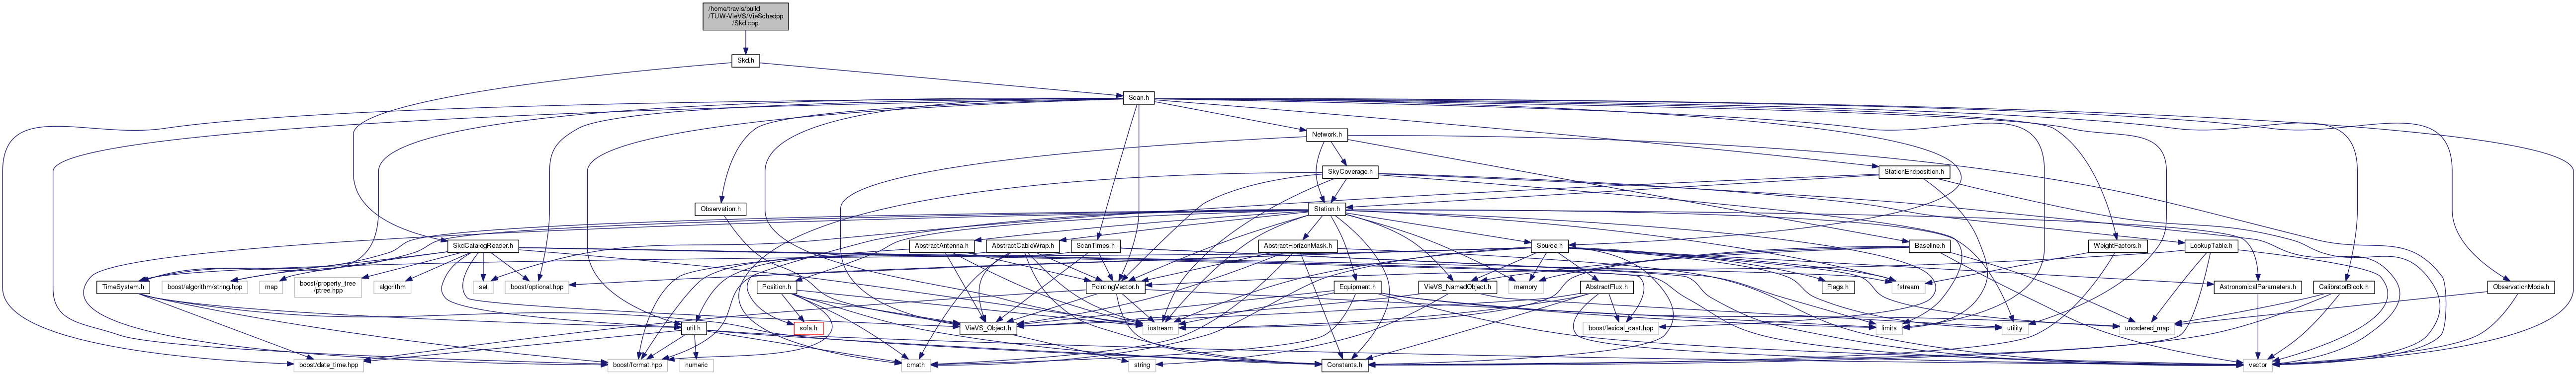 /home/travis/build
/TUW-VieVS/VieSchedpp
/Skd.cpp
Skd.h
Scan.h
Network.h
SkyCoverage.h
StationEndposition.h
Observation.h
Station.h
SkdCatalogReader.h
AbstractAntenna.h
AbstractCableWrap.h
ScanTimes.h
AbstractHorizonMask.h
Source.h
Baseline.h
WeightFactors.h
LookupTable.h
TimeSystem.h
boost/algorithm/string.hpp
map
boost/property_tree
/ptree.hpp
algorithm
set
boost/optional.hpp
Position.h
PointingVector.h
Equipment.h
VieVS_NamedObject.h
memory
AbstractFlux.h
Flags.h
fstream
AstronomicalParameters.h
CalibratorBlock.h
ObservationMode.h
util.h
sofa.h
VieVS_Object.h
iostream
boost/lexical_cast.hpp
limits
utility
unordered_map
boost/date_time.hpp
boost/format.hpp
numeric
cmath
string
Constants.h
vector